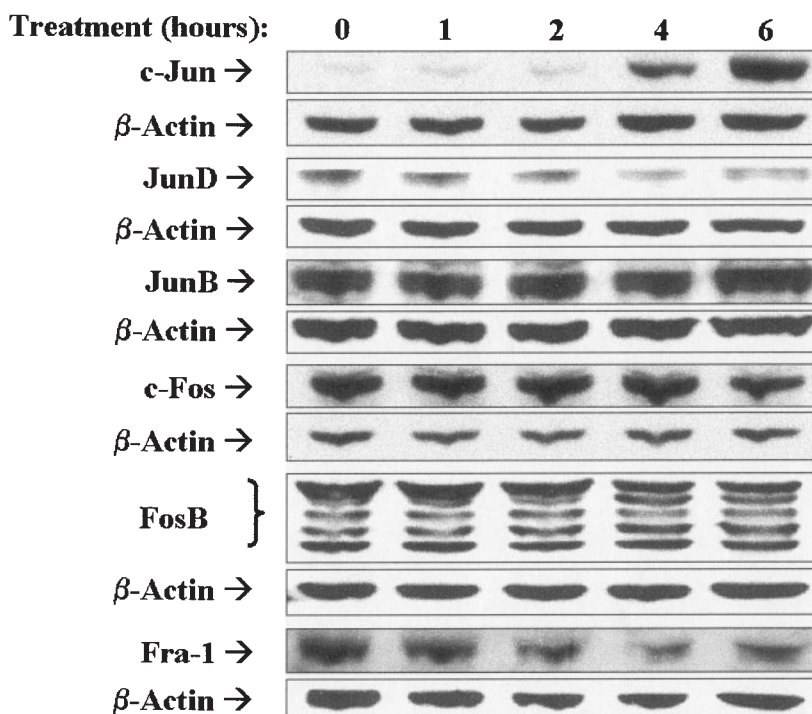 Treatment (hours): 0 1 2 4 6
c-Jun →
β-Actin →
JunD →
β-Actin →
JunB →
β-Actin →
c-Fos →
β-Actin →
FosB }
β-Actin →
Fra-1 →
β-Actin →